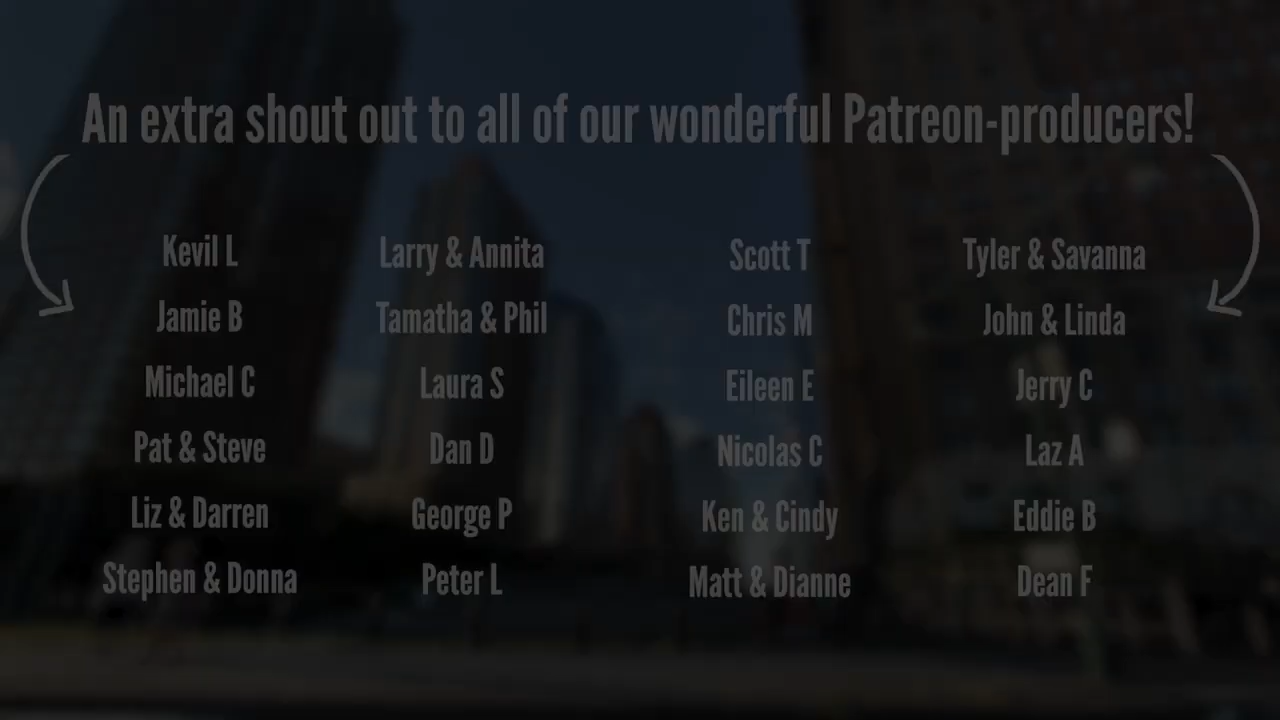 An extra shout out to all of our wonderful Patreon-producers!
Kevil L
Jamie B
Michael C
Pat & Steve
Liz & Darren
Stephen & Donna
Larry & Annita
Tamatha & Phil
Laura S
Dan D
George P
Peter L
Scott T
Chris M
Eileen E
Nicolas C
Ken & Cindy
Matt & Dianne
Tyler & Savanna
John & Linda
Jerry C
Laz A
Eddie B
Dean F